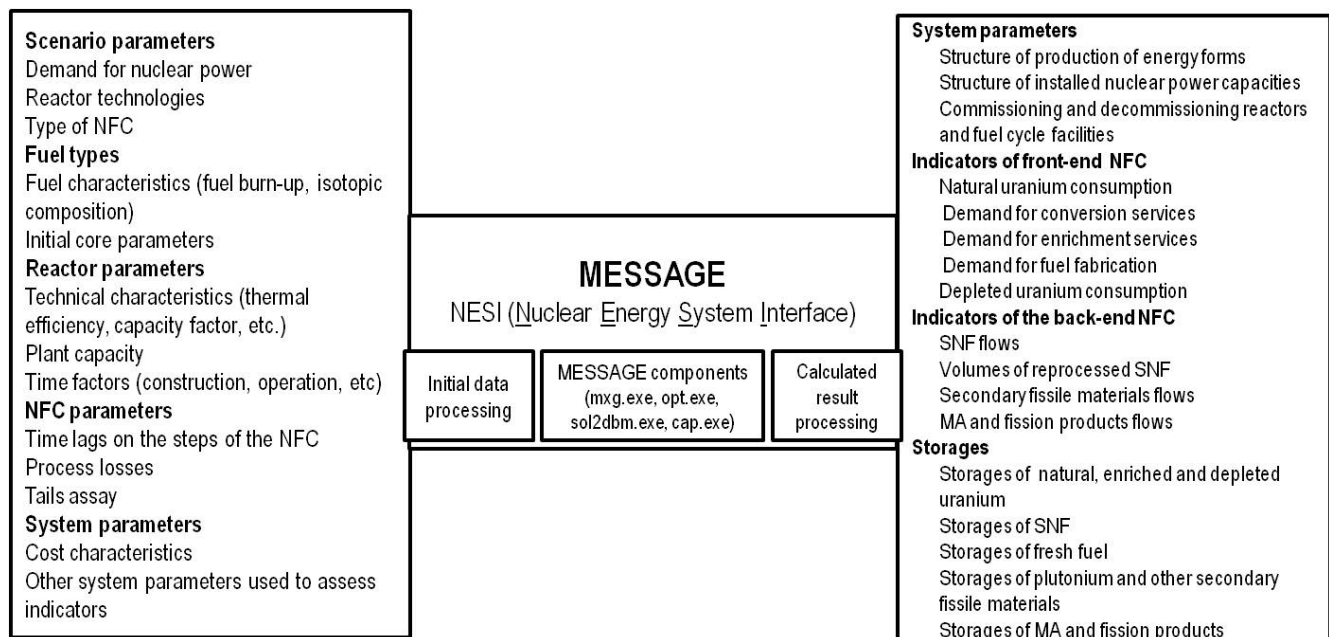 Scenario parameters
Demand for nuclear power
Reactor technologies
Type of NFC
Fuel types
Fuel characteristics (fuel burn-up, isotopic
composition)
Initial core parameters
Reactor parameters
Technical characteristics (thermal
efficiency, capacity factor, etc.)
Plant capacity
Time factors (construction, operation, etc)
NFC parameters
Time lags on the steps of the NFC
Process losses
Tails assay
System parameters
Cost characteristics
Other system parameters used to assess
indicators
MESSAGE
NESI (Nuclear Energy System Interface)
Initial data
processing
MESSAGE components
(mxg.exe, opt.exe,
sol2dbm.exe, cap.exe)
Calculated
result
processing
System parameters
Structure of production of energy forms
Structure of installed nuclear power capacities
Commissioning and decommissioning reactors
and fuel cycle facilities
Indicators of front-end NFC
Natural uranium consumption
Demand for conversion services
Demand for enrichment services
Demand for fuel fabrication
Depleted uranium consumption
Indicators of the back-end NFC
SNF flows
Volumes of reprocessed SNF
Secondary fissile materials flows
MA and fission products flows
Storages
Storages of natural, enriched and depleted
uranium
Storages of SNF
Storages of fresh fuel
Storages of plutonium and other secondary
fissile materials
Storages of MA and fission products